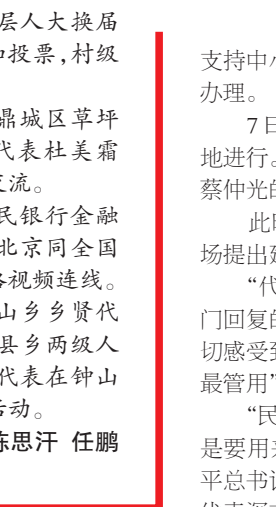 层人大换届
投票,村级
鼎城区草坪
代表杜美霜
交流。
民银行金融
北京同全国
视频连线。
山乡乡贤代
县乡两级人
代表在钟山
活动。
陈思汗 任鹏
支持中小
办理。
7日
地进行。
蔡仲光的
此时
场提出建
“代
门回复的
切感受到
最管用”
“民
是要用来
平总书记